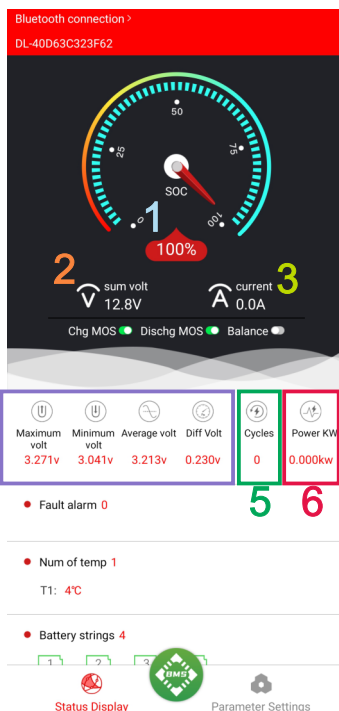 Bluetooth connection >
DL-40D63C323F62
0
25
50
75
100
SOC
1
100%
2
sum volt
V 12.8V
3
current
A 0.0A
Chg MOS Dischg MOS Balance
Maximum volt
3.271v
Minimum volt
3.041v
Average volt
3.213v
Diff Volt
0.230v
Cycles
0
Power KW
0.000kw
5
6
Fault alarm 0
Num of temp 1
T1: 4℃
Battery strings 4
1 2 3
BMS
Status Display
Parameter Settings